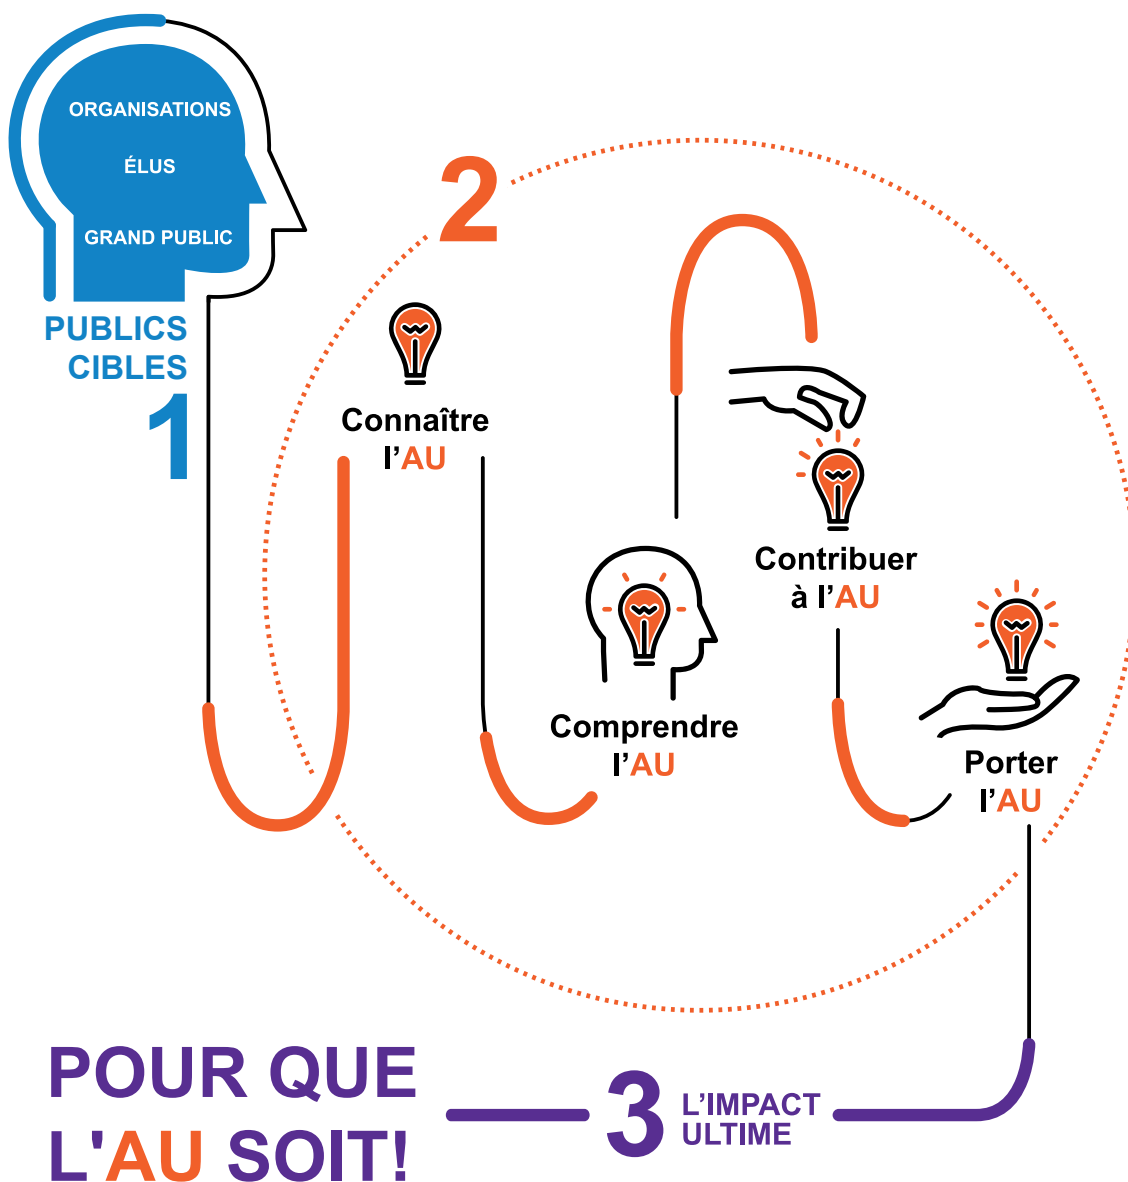 ORGANISATIONS
ÉLUS
GRAND PUBLIC
PUBLICS
CIBLES
1
2
Connaître
l'AU
Comprendre
l'AU
Contribuer
à l'AU
Porter
l'AU
3
L'IMPACT
ULTIME
POUR QUE
L'AU SOIT!